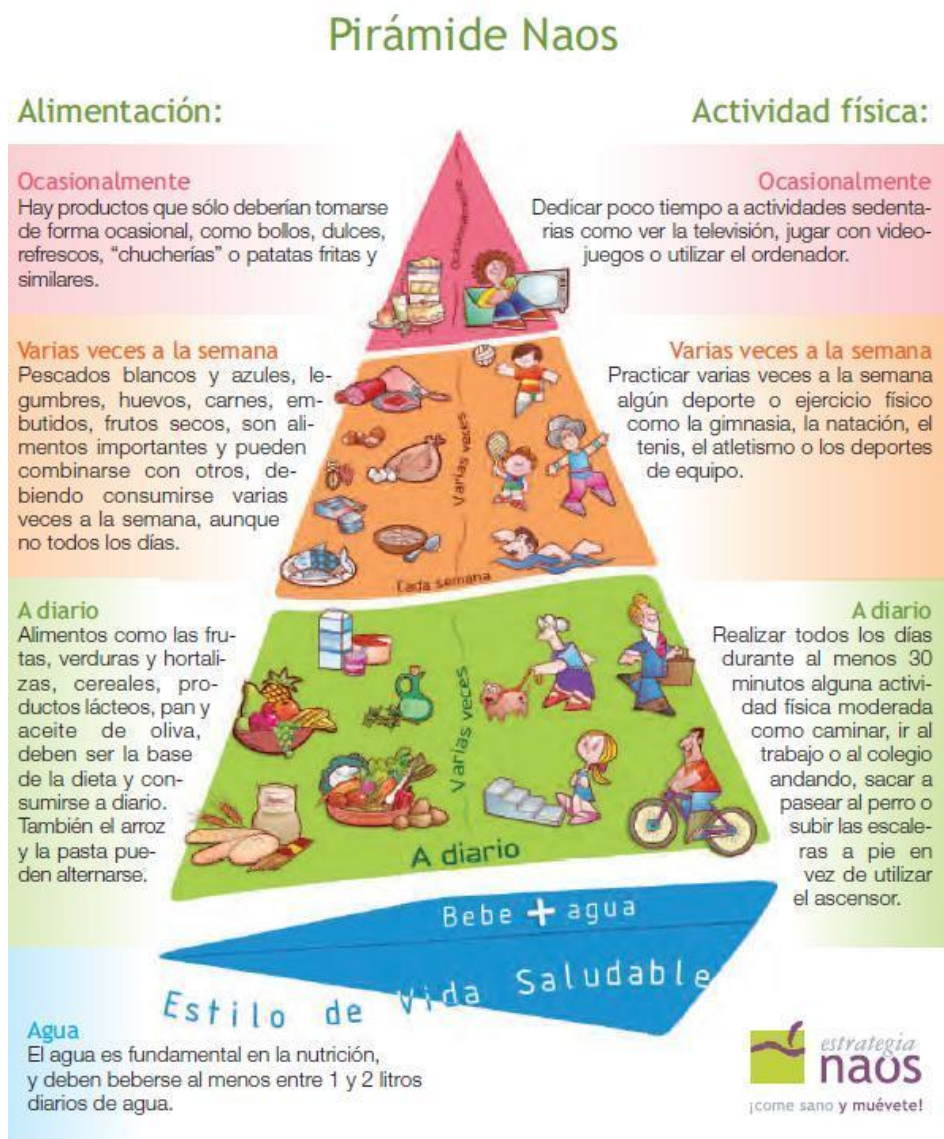 Pirámide Naos
Alimentación:
Actividad física:
Ocasionalmente
Hay productos que sólo deberían tomarse
de forma ocasional, como bollos, dulces,
refrescos, “chucherías” o patatas fritas y
similares.
Ocasionalmente
Ocasionalmente
Dedicar poco tiempo a actividades sedenta-
rias como ver la televisión, jugar con video-
juegos o utilizar el ordenador.
Varias veces a la semana
Pescados blancos y azules, le-
gumbres, huevos, carnes, em-
butidos, frutos secos, son ali-
mentos importantes y pueden
combinarse con otros, de-
biendo consumirse varias
veces a la semana, aunque
no todos los días.
Varias veces
Cada semana
Varias veces a la semana
Practicar varias veces a la semana
algún deporte o ejercicio físico
como la gimnasia, la natación, el
tenis, el atletismo o los deportes
de equipo.
A diario
Alimentos como las fru-
tas, verduras y hortali-
zas, cereales, pro-
ductos lácteos, pan y
aceite de oliva,
deben ser la base
de la dieta y con-
sumirse a diario.
También el arroz
y la pasta pue-
den alternarse.
Varias veces
A diario
A diario
Realizar todos los días
durante al menos 30
minutos alguna activi-
dad física moderada
como caminar, ir al
trabajo o al colegio
andando, sacar a
pasear al perro o
subir las escale-
ras a pie en
vez de utilizar
el ascensor.
Bebe + agua
Estilo de Vida Saludable
Agua
El agua es fundamental en la nutrición,
y deben beberse al menos entre 1 y 2 litros
diarios de agua.
estrategia
naos
¡come sano y muévete!